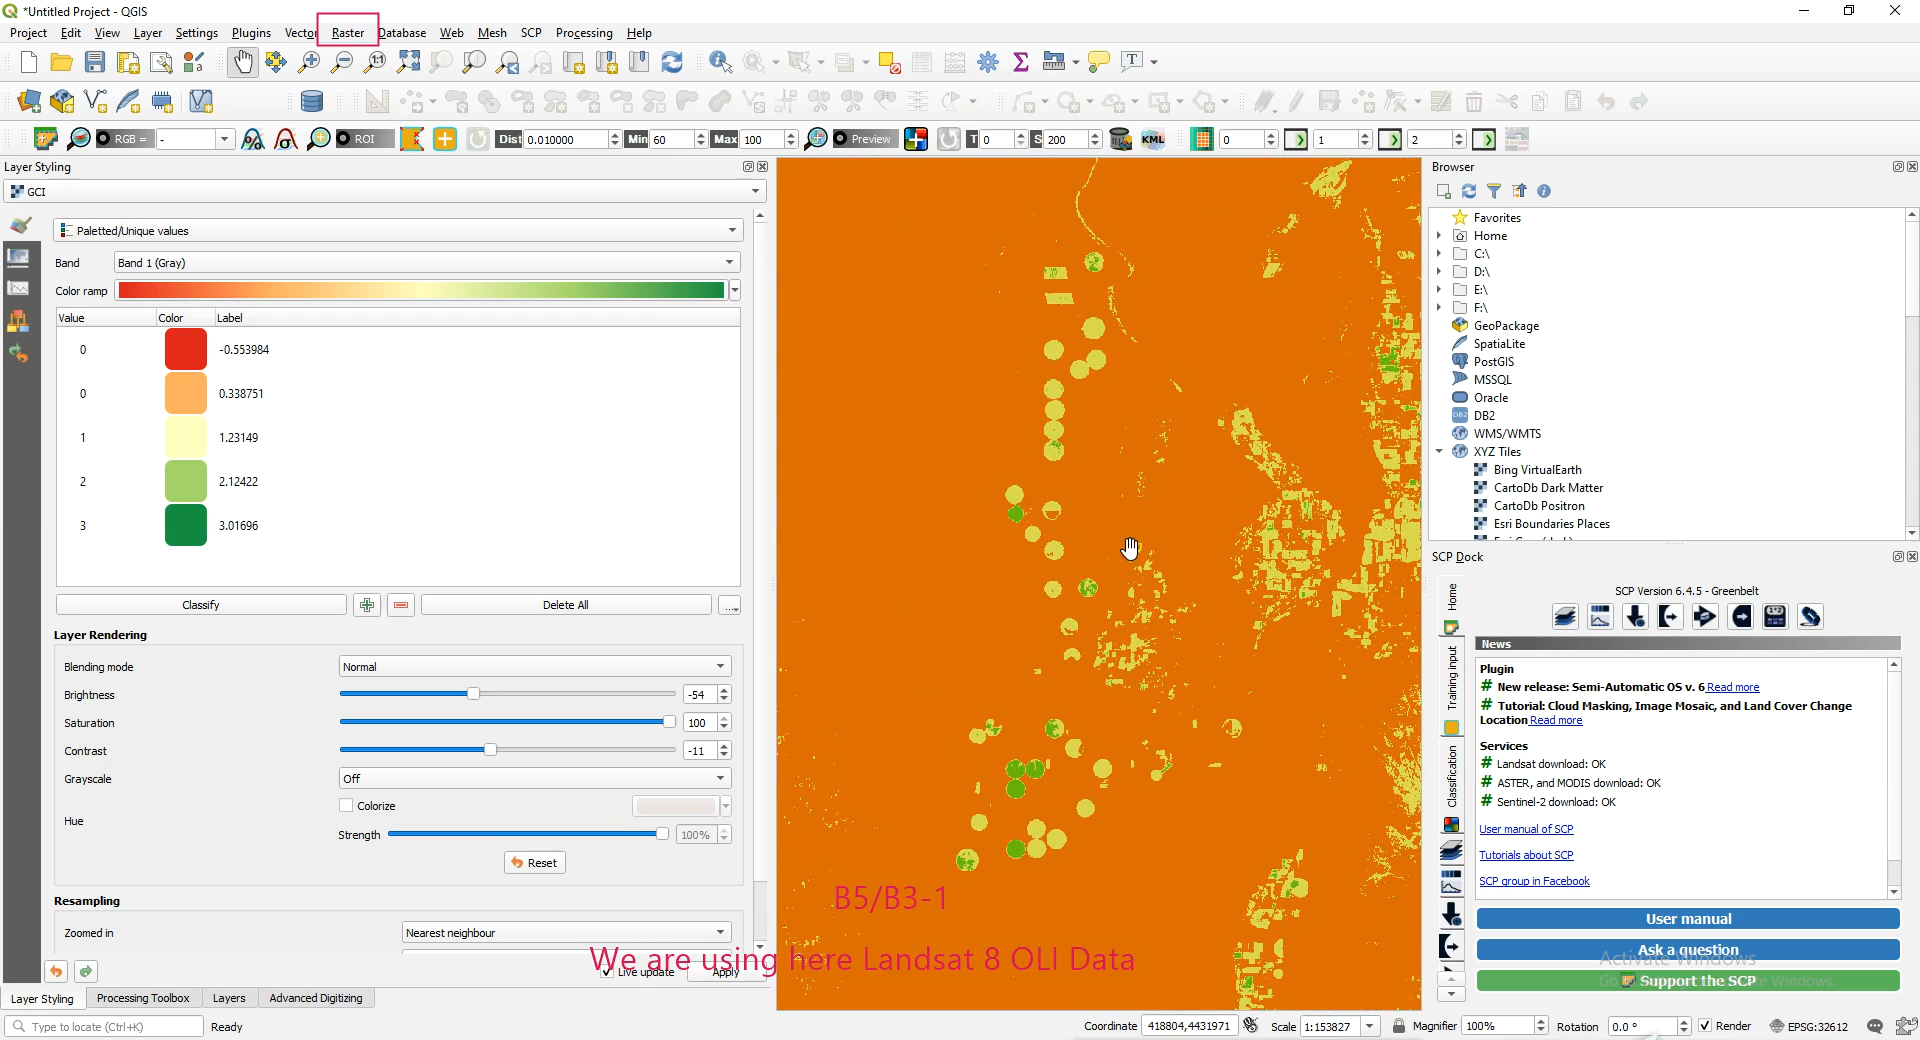 *Untitled Project - QGIS
Project Edit View Layer Settings Plugins Vector Raster Database Web Mesh SCP Processing Help
RGB = - ROI Dist 0.010000 Min 60 Max 100 Preview T 0 S 200 KML 0 1 2
Layer Styling
GCI
Paletted/Unique values
Band Band 1 (Gray)
Color ramp
Value Color Label
0 -0.553984
0 0.338751
1 1.23149
2 2.12422
3 3.01696
Classify Delete All ...
Layer Rendering
Blending mode Normal
Brightness -54
Saturation 100
Contrast -11
Grayscale Off
Hue Colorize
Strength 100%
Reset
Resampling
Zoomed in Nearest neighbour
Live update Apply
Layer Styling Processing Toolbox Layers Advanced Digitizing
B5/B3-1
We are using here Landsat 8 OLI Data
Browser
Favorites
Home
C:\
D:\
E:\
F:\
GeoPackage
SpatiaLite
PostGIS
MSSQL
Oracle
DB2
WMS/WMTS
XYZ Tiles
Bing VirtualEarth
CartoDb Dark Matter
CartoDb Positron
Esri Boundaries Places
SCP Dock
Home
Training input
Classification
SCP Version 6.4.5 - Greenbelt
News
Plugin
# New release: Semi-Automatic OS v. 6 Read more
# Tutorial: Cloud Masking, Image Mosaic, and Land Cover Change
Location Read more
Services
# Landsat download: OK
# ASTER, and MODIS download: OK
# Sentinel-2 download: OK
User manual of SCP
Tutorials about SCP
SCP group in Facebook
User manual
Ask a question
Activate Windows
Support the SCP
Type to locate (Ctrl+K) Ready Coordinate 418804,4431971 Scale 1:153827 Magnifier 100% Rotation 0.0 ° Render EPSG:32612